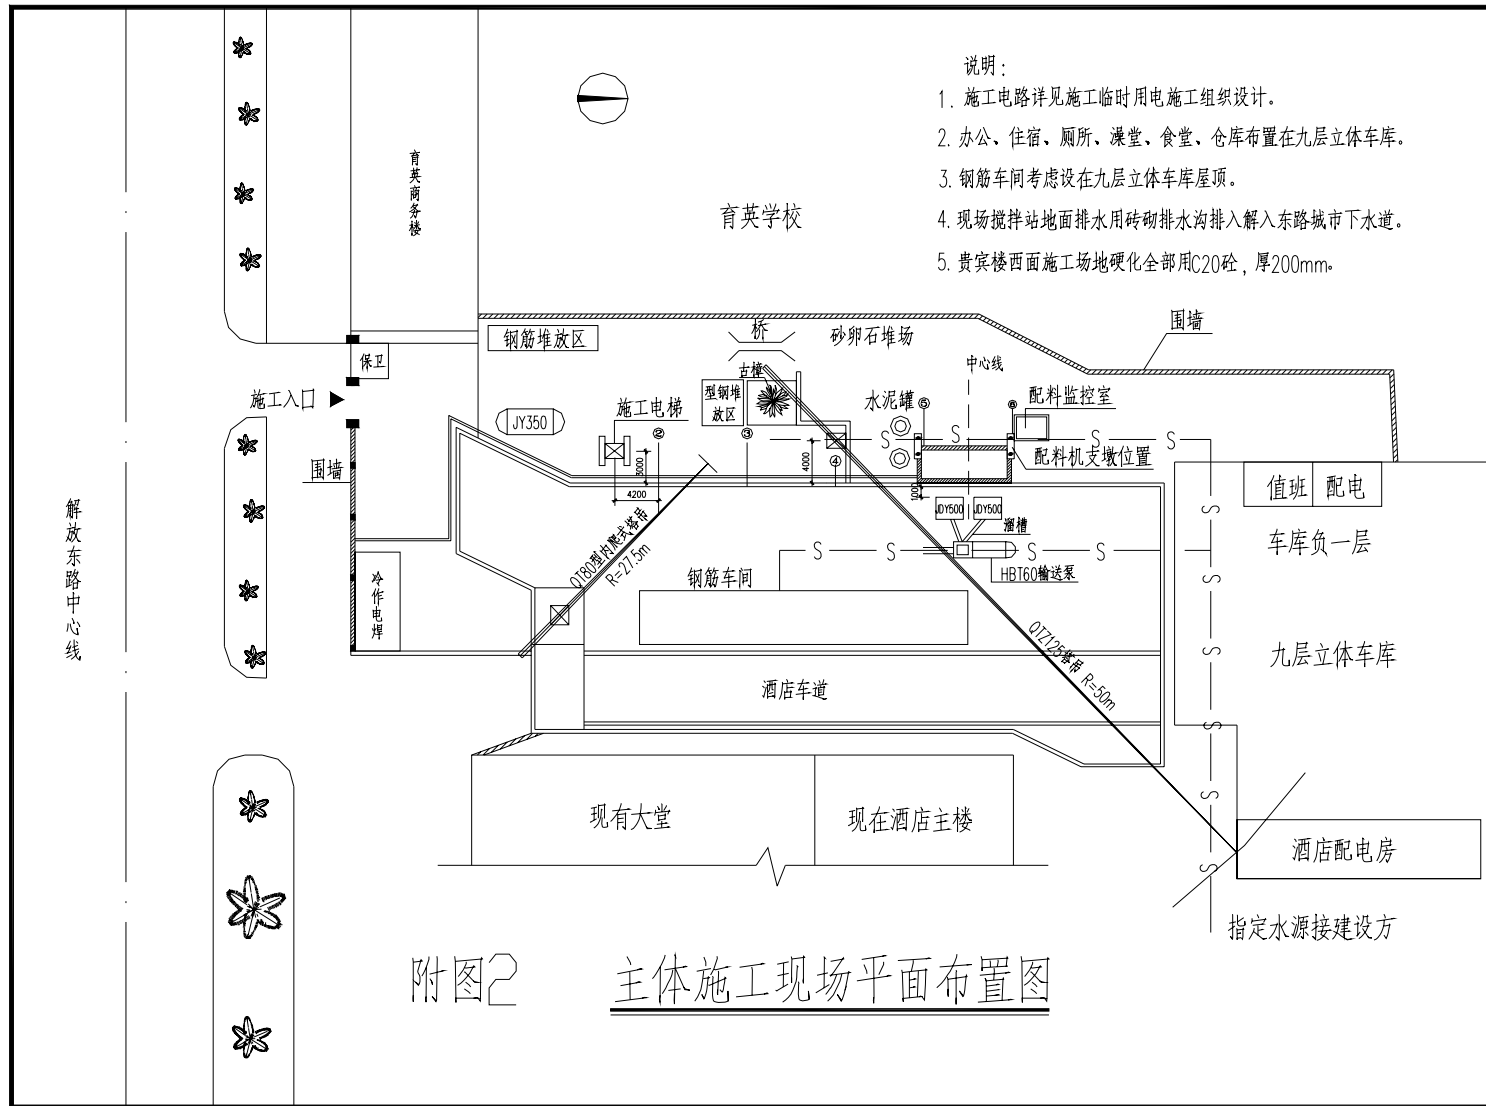 说明：
1. 施工电路详见施工临时用电施工组织设计。
2. 办公、住宿、厕所、澡堂、食堂、仓库布置在九层立体车库。
3. 钢筋车间考虑设在九层立体车库屋顶。
4. 现场搅拌站地面排水用砖砌排水沟排入解入东路城市下水道。
5. 贵宾楼西面施工场地硬化全部用C20砼，厚200mm。
育英商务楼
育英学校
围墙
钢筋堆放区
桥
砂卵石堆场
保卫
古樟
中心线
施工入口
型钢堆放区
水泥罐
⑤
⑥
配料监控室
JY350
施工电梯
②
③
S
S
S
S
④
4000
配料机支墩位置
围墙
3000
4200
1000
值班
配电
解放东路中心线
JDY500
JDY500
溜槽
S
QT80型内爬式塔吊
R=27.5m
S
S
S
车库负一层
冷作电焊
钢筋车间
HBT60输送泵
S
QTZ125塔吊 R=50m
S
九层立体车库
酒店车道
S
S
现有大堂
现在酒店主楼
酒店配电房
S
指定水源接建设方
附图2
主体施工现场平面布置图